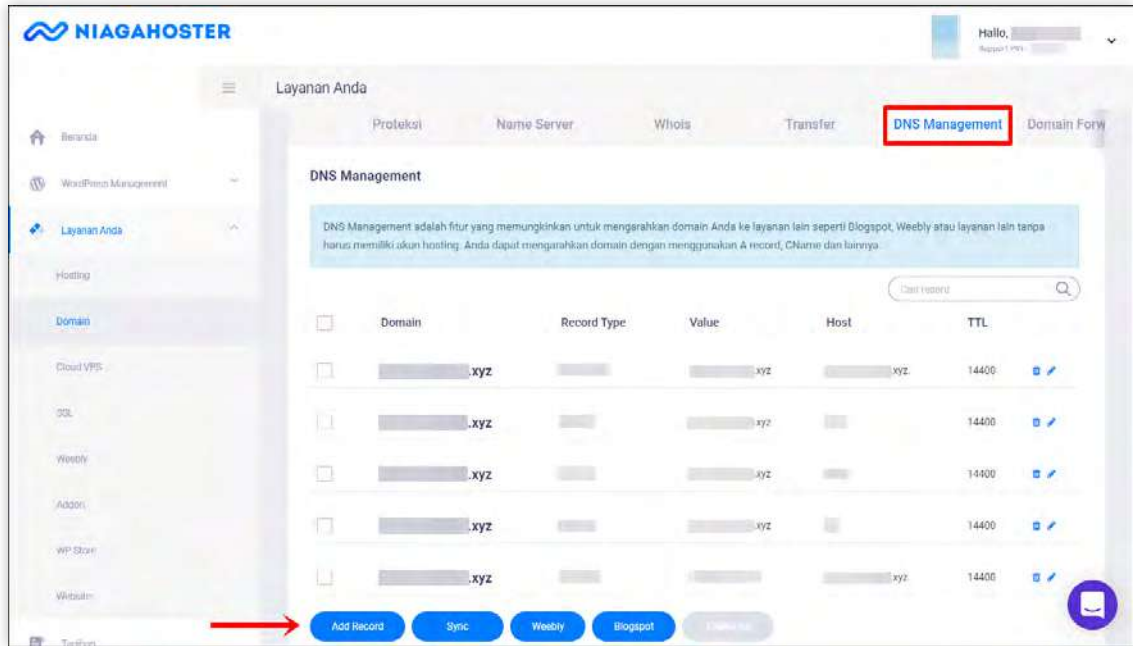 NIAGAHOSTER
Hallo,
Support PIN:
Layanan Anda
Proteksi Name Server Whois Transfer DNS Management Domain Forw
Beranda
WordPress Management
Layanan Anda
Hosting
Domain
Cloud VPS
SSL
Weebly
Addon
WP Store
Website
DNS Management
DNS Management adalah fitur yang memungkinkan untuk mengarahkan domain Anda ke layanan lain seperti Blogspot, Weebly atau layanan lain tanpa
harus memiliki akun hosting. Anda dapat mengarahkan domain dengan menggunakan A record, CName dan lainnya.
Cari record
Domain Record Type Value Host TTL
.xyz .xyz .xyz. 14400
.xyz .xyz 14400
.xyz .xyz 14400
.xyz .xyz 14400
.xyz .xyz. 14400
Add Record Sync Weebly Blogspot